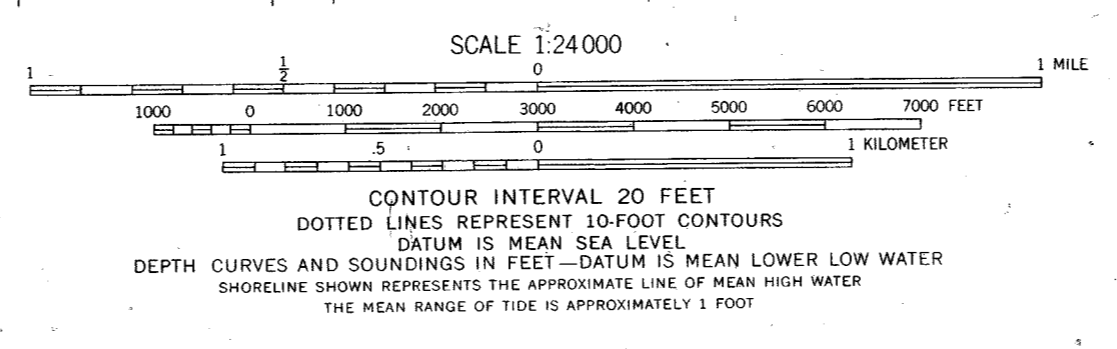 SCALE 1:24 000
1 1/2 0 1 MILE
1000 0 1000 2000 3000 4000 5000 6000 7000 FEET
1 .5 0 1 KILOMETER
CONTOUR INTERVAL 20 FEET
DOTTED LINES REPRESENT 10-FOOT CONTOURS
DATUM IS MEAN SEA LEVEL
DEPTH CURVES AND SOUNDINGS IN FEET—DATUM IS MEAN LOWER LOW WATER
SHORELINE SHOWN REPRESENTS THE APPROXIMATE LINE OF MEAN HIGH WATER
THE MEAN RANGE OF TIDE IS APPROXIMATELY 1 FOOT